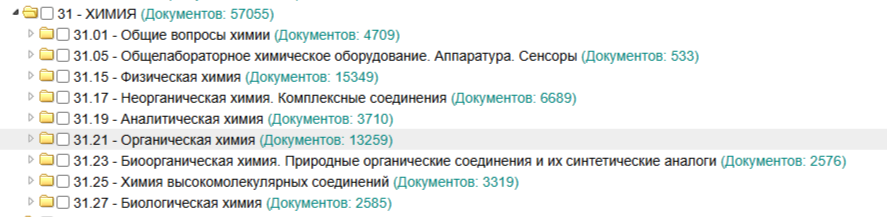 31 - ХИМИЯ (Документов: 57055)
31.01 - Общие вопросы химии (Документов: 4709)
31.05 - Общелабораторное химическое оборудование. Аппаратура. Сенсоры (Документов: 533)
31.15 - Физическая химия (Документов: 15349)
31.17 - Неорганическая химия. Комплексные соединения (Документов: 6689)
31.19 - Аналитическая химия (Документов: 3710)
31.21 - Органическая химия (Документов: 13259)
31.23 - Биоорганическая химия. Природные органические соединения и их синтетические аналоги (Документов: 2576)
31.25 - Химия высокомолекулярных соединений (Документов: 3319)
31.27 - Биологическая химия (Документов: 2585)